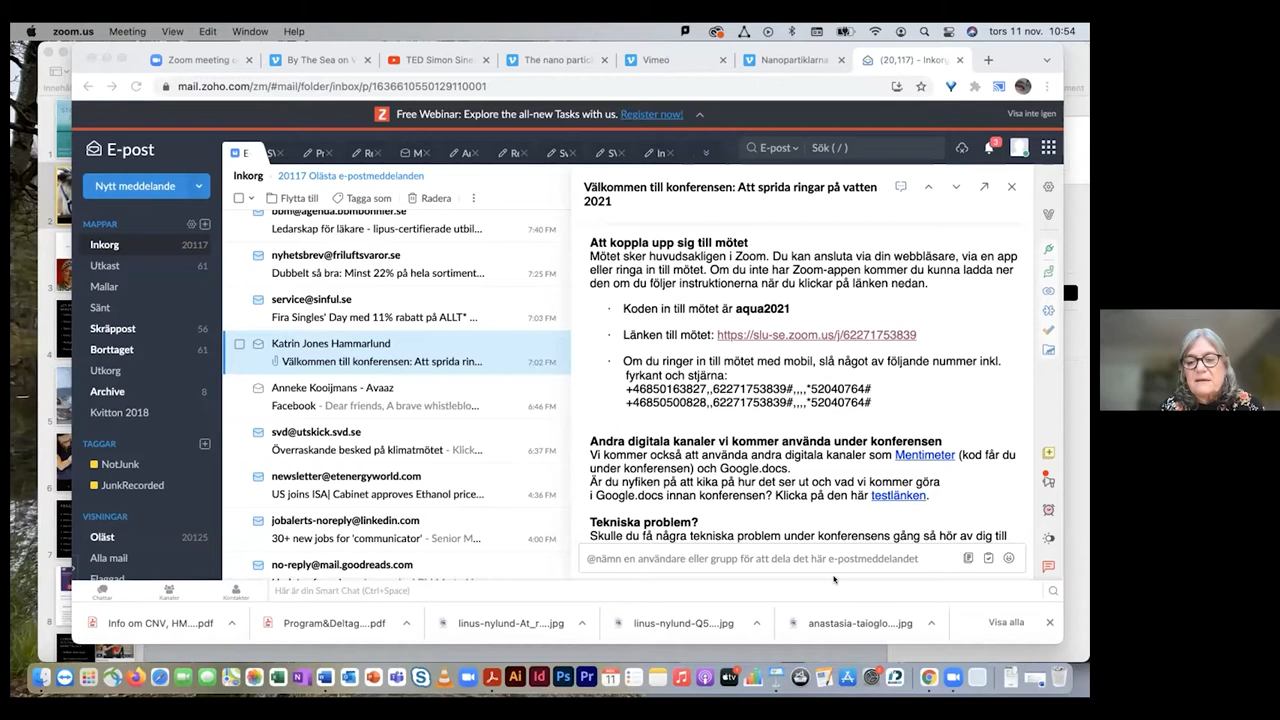 zoom.us Meeting View Edit Window Help
tors 11 nov. 10:54
Zoom meeting o
By The Sea on V
TED Simon Sine
The nano partic
Vimeo
Nanopartiklarna
(20,117) - Inkorg
mail.zoho.com/zm/#mail/folder/inbox/p/1636610550129110001
Free Webinar: Explore the all-new Tasks with us. Register now!
Visa inte igen
E-post
E-post
Sök ( / )
3
Nytt meddelande
MAPPAR
Inkorg 20117
Utkast 61
Mallar
Sänt
Skräppost 56
Borttaget 61
Utkorg
Archive 8
Kvitton 2018
TAGGAR
NotJunk
JunkRecorded
VISNINGAR
Oläst 20125
Alla mail
Flaggad
Inkorg 20117 Olästa e-postmeddelanden
Flytta till Tagga som Radera
bbm@agenda.bbmbonnier.se
Ledarskap för läkare - lipus-certifierade utbil... 7:40 PM
nyhetsbrev@friluftsvaror.se
Dubbelt så bra: Minst 22% på hela sortiment... 7:25 PM
service@sinful.se
Fira Singles' Day med 11% rabatt på ALLT* ... 7:03 PM
Katrin Jones Hammarlund
Välkommen till konferensen: Att sprida rin... 7:02 PM
Anneke Kooijmans - Avaaz
Facebook - Dear friends, A brave whistleblo... 6:46 PM
svd@utskick.svd.se
Överraskande besked på klimatmötet - Klick... 6:37 PM
newsletter@etenergyworld.com
US joins ISA| Cabinet approves Ethanol price... 4:36 PM
jobalerts-noreply@linkedin.com
30+ new jobs for 'communicator' - Senior M... 4:00 PM
no-reply@mail.goodreads.com
Välkommen till konferensen: Att sprida ringar på vatten
2021
Att koppla upp sig till mötet
Mötet sker huvudsakligen i Zoom. Du kan ansluta via din webbläsare, via en app
eller ringa in till mötet. Om du inte har Zoom-appen kommer du kunna ladda ner
den om du följer instruktionerna när du klickar på länken nedan.
· Koden in till mötet är aqua2021
· Länken till mötet: https://slu-se.zoom.us/j/62271753839
· Om du ringer in till mötet med mobil, slå något av följande nummer inkl.
fyrkant och stjärna:
+46850163827,,62271753839#,,,,*52040764#
+46850500828,,62271753839#,,,,*52040764#
Andra digitala kanaler vi kommer använda under konferensen
Vi kommer också att använda andra digitala kanaler som Mentimeter (kod får du
under konferensen) och Google.docs.
Är du nyfiken på att kika på hur det ser ut och vad vi kommer göra
i Google.docs innan konferensen? Klicka på den här testlänken.
Tekniska problem?
Skulle du få några tekniska problem under konferensens gång så hör av dig till
@nämn en användare eller grupp för att dela det här e-postmeddelandet
Chattar Kanaler Kontakter
Här är din Smart Chat (Ctrl+Space)
Info om CNV, HM....pdf
Program&Deltag....pdf
linus-nylund-At_r...jpg
linus-nylund-Q5....jpg
anastasia-taioglo....jpg
Visa alla